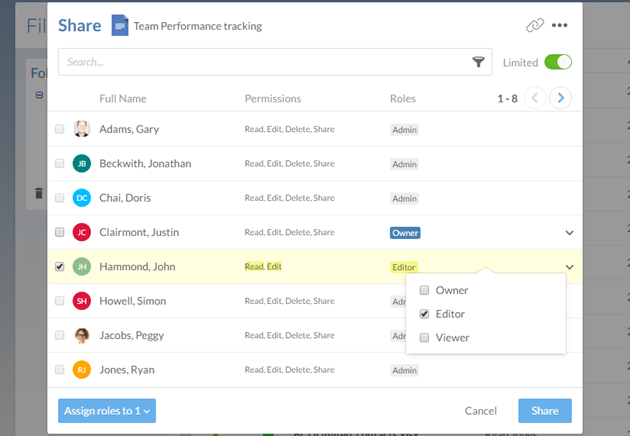 Fil
Share Team Performance tracking
Search...
Limited
Fol
Full Name Permissions Roles 1 - 8
Adams, Gary Read, Edit, Delete, Share Admin
JB Beckwith, Jonathan Read, Edit, Delete, Share Admin
DC Chai, Doris Read, Edit, Delete, Share Admin
JC Clairmont, Justin Read, Edit, Delete, Share Owner
JH Hammond, John Read, Edit Editor
SH Howell, Simon Read, Edit, Delete, Share Ad
Owner
Editor
Jacobs, Peggy Read, Edit, Delete, Share Ad
Viewer
RJ Jones, Ryan Read, Edit, Delete, Share Admin
Assign roles to 1 Cancel Share